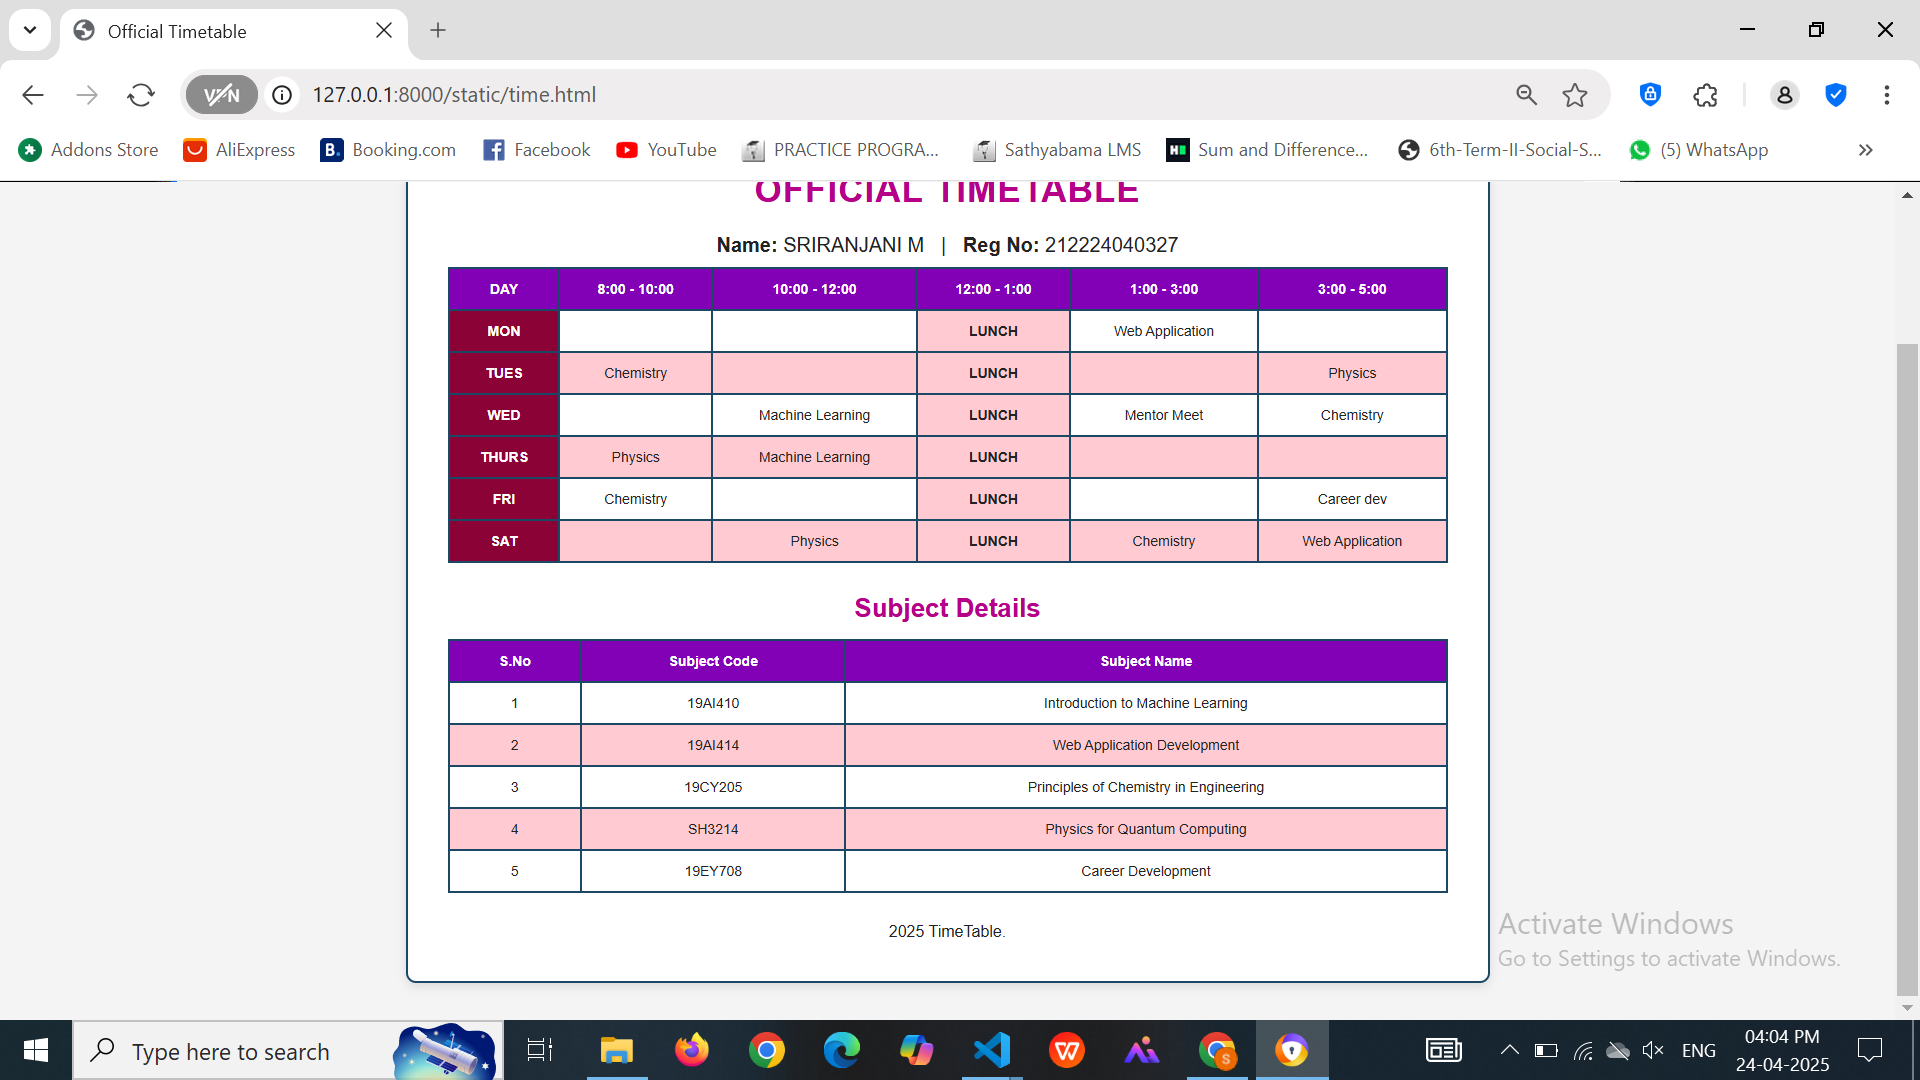 Official Timetable
VPN 127.0.0.1:8000/static/time.html
Addons Store AliExpress B. Booking.com Facebook YouTube PRACTICE PROGRA... Sathyabama LMS H Sum and Difference... 6th-Term-II-Social-S... (5) WhatsApp
OFFICIAL TIMETABLE
Name: SRIRANJANI M | Reg No: 212224040327
DAY 8:00 - 10:00 10:00 - 12:00 12:00 - 1:00 1:00 - 3:00 3:00 - 5:00
MON LUNCH Web Application
TUES Chemistry LUNCH Physics
WED Machine Learning LUNCH Mentor Meet Chemistry
THURS Physics Machine Learning LUNCH
FRI Chemistry LUNCH Career dev
SAT Physics LUNCH Chemistry Web Application
Subject Details
S.No Subject Code Subject Name
1 19AI410 Introduction to Machine Learning
2 19AI414 Web Application Development
3 19CY205 Principles of Chemistry in Engineering
4 SH3214 Physics for Quantum Computing
5 19EY708 Career Development
2025 TimeTable.
Activate Windows
Go to Settings to activate Windows.
Type here to search W S ENG 04:04 PM
24-04-2025